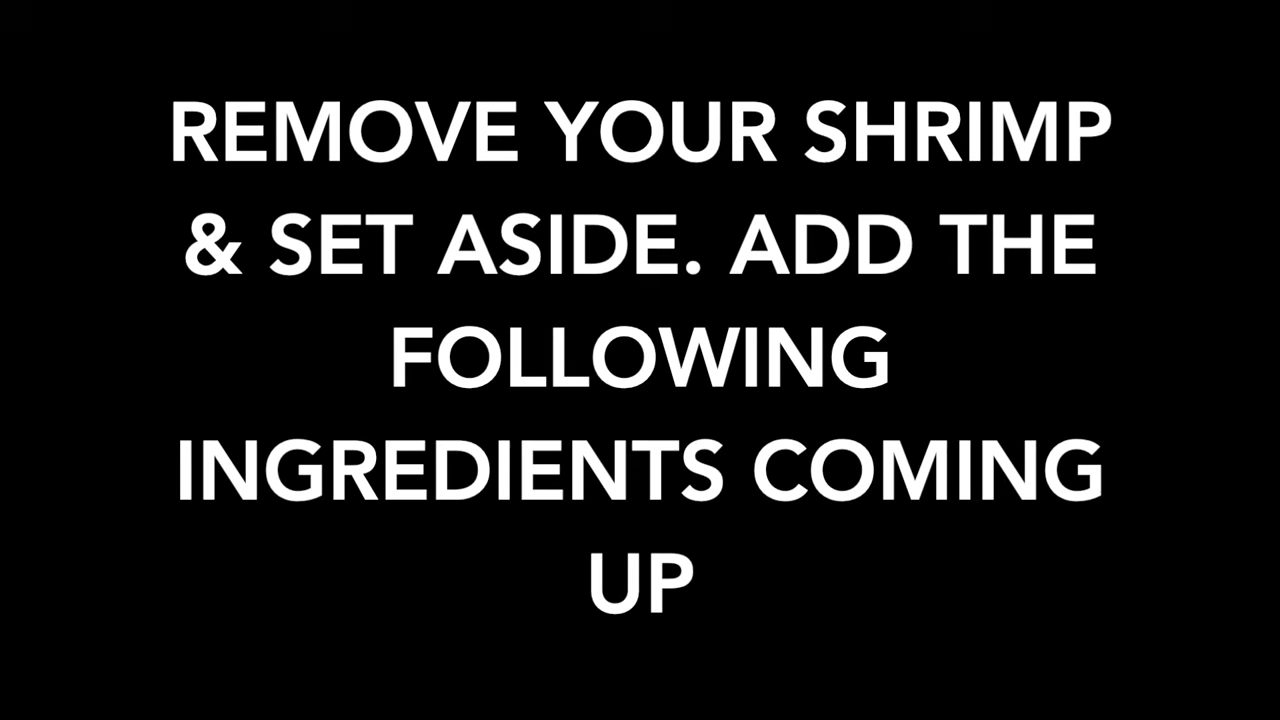 REMOVE YOUR SHRIMP
& SET ASIDE. ADD THE
FOLLOWING
INGREDIENTS COMING
UP